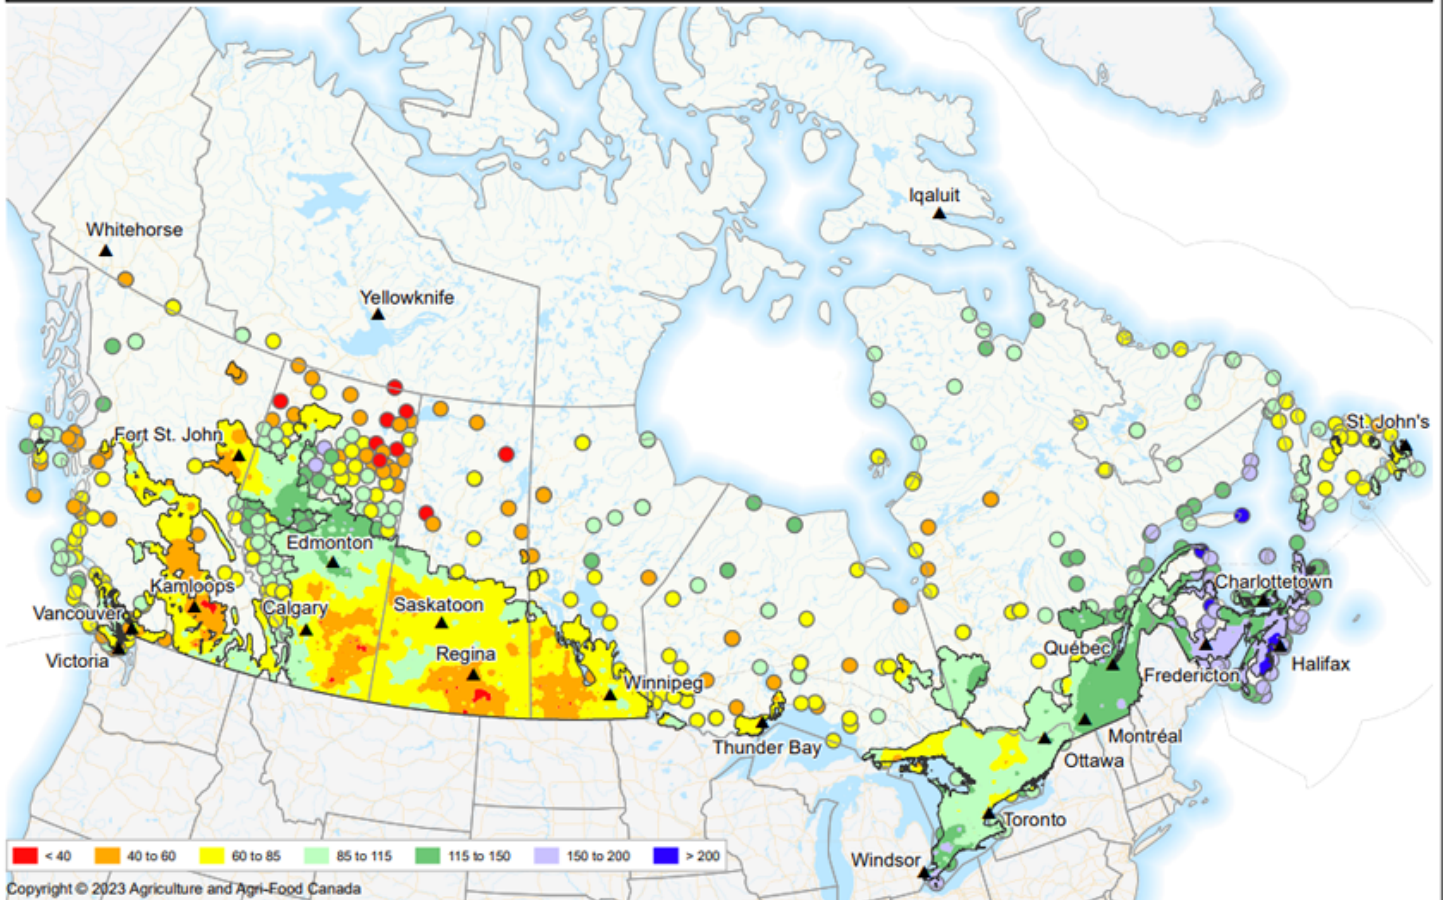 Iqaluit
Whitehorse
Yellowknife
St. John's
Fort St. John
Edmonton
Charlottetown
Kamloops
Calgary
Saskatoon
Vancouver
Québec
Regina
Victoria
Halifax
Fredericton
Winnipeg
Montréal
Thunder Bay
Ottawa
Toronto
< 40 40 to 60 60 to 85 85 to 115 115 to 150 150 to 200 > 200
Windsor
Copyright © 2023 Agriculture and Agri-Food Canada